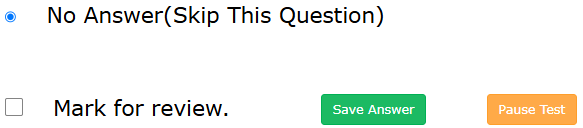 No Answer(Skip This Question)
Mark for review. Save Answer Pause Test